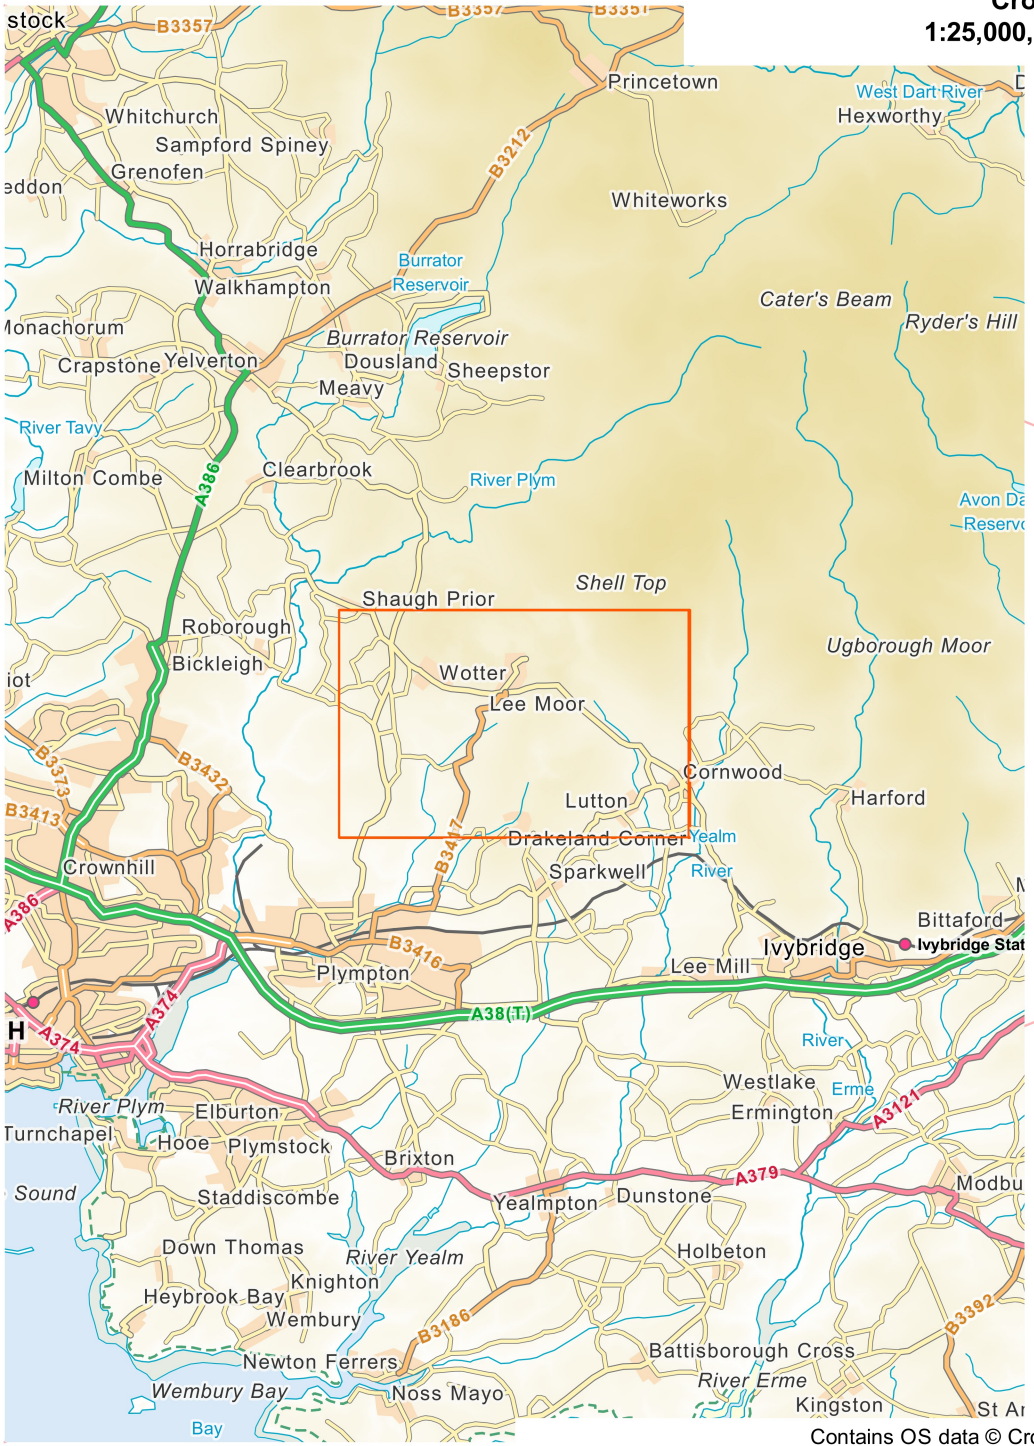 Cro
1:25,000,
stock
B3357
B3357
B3351
Princetown
West Dart River
D
Hexworthy
Whitchurch
Sampford Spiney
Grenofen
B3212
eddon
Whiteworks
Horrabridge
Walkhampton
Burrator
Reservoir
Cater's Beam
Ryder's Hill
Monachorum
Burrator Reservoir
Crapstone
Yelverton
Dousland
Sheepstor
Meavy
River Tavy
Clearbrook
Milton Combe
A386
River Plym
Avon Da
Reservo
Shell Top
Shaugh Prior
Roborough
Bickleigh
Ugborough Moor
iot
Wotter
Lee Moor
B3373
B3432
B3413
Cornwood
Lutton
Harford
Drakeland Corner
Yealm
River
B3417
Crownhill
Sparkwell
A386
Bittaford
Ivybridge
Ivybridge Stat
B3416
Plympton
Lee Mill
A38(T)
A374
H
A374
River
Erme
Westlake
Ermington
A3121
River Plym
Elburton
Turnchapel
Hooe
Plymstock
Brixton
A379
Sound
Staddiscombe
Yealmpton
Dunstone
Modbu
Down Thomas
River Yealm
Holbeton
Knighton
Heybrook Bay
Wembury
B3186
B3392
Newton Ferrers
Battisborough Cross
Wembury Bay
Noss Mayo
River Erme
Kingston
St Ar
Bay
Contains OS data © Cro